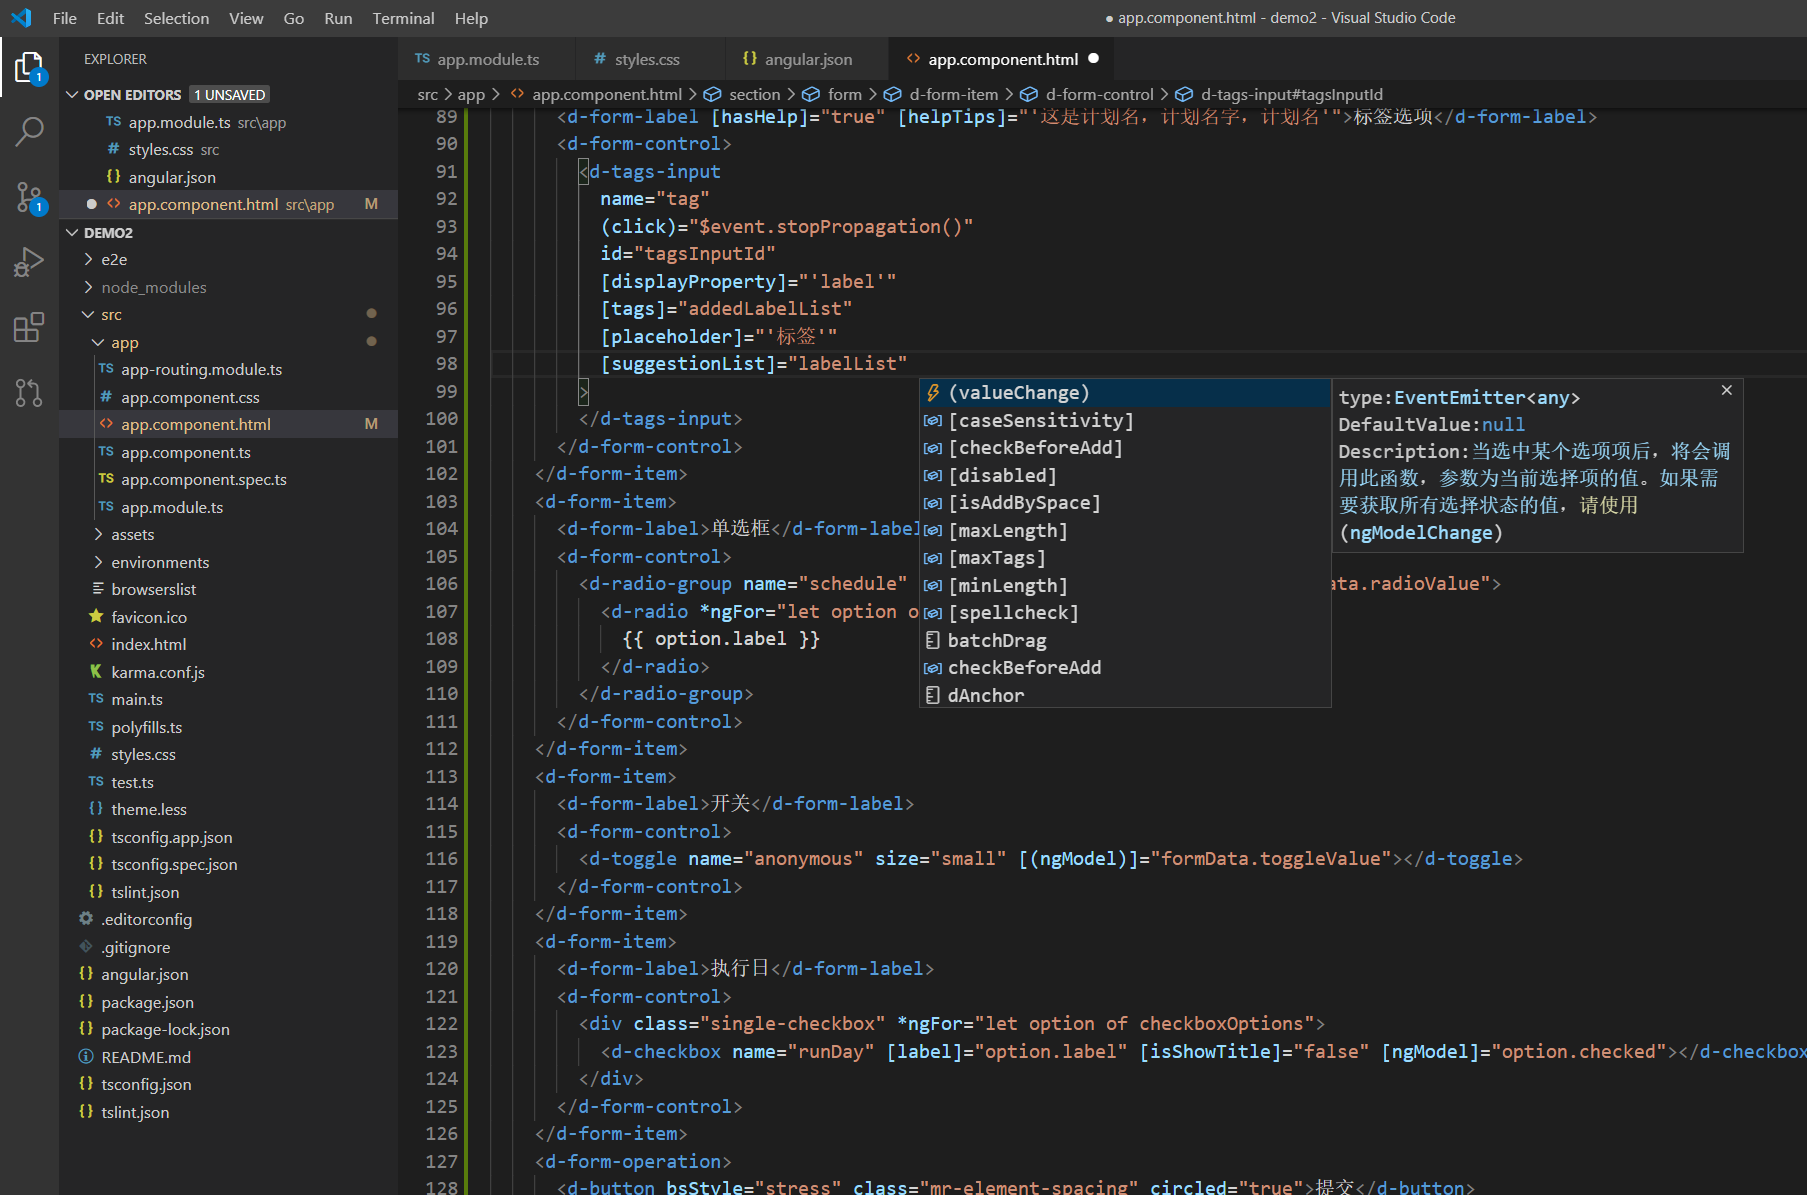 File Edit Selection View Go Run Terminal Help
● app.component.html - demo2 - Visual Studio Code
EXPLORER
OPEN EDITORS 1 UNSAVED
TS app.module.ts src\app
# styles.css src
{} angular.json
● <> app.component.html src\app M
DEMO2
e2e
node_modules
src
app
TS app-routing.module.ts
# app.component.css
<> app.component.html M
TS app.component.ts
TS app.component.spec.ts
TS app.module.ts
assets
environments
browserslist
favicon.ico
<> index.html
karma.conf.js
TS main.ts
TS polyfills.ts
# styles.css
TS test.ts
{} theme.less
{} tsconfig.app.json
{} tsconfig.spec.json
{} tslint.json
.editorconfig
.gitignore
{} angular.json
{} package.json
{} package-lock.json
README.md
{} tsconfig.json
{} tslint.json
1
1
TS app.module.ts # styles.css {} angular.json <> app.component.html ●
src > app > <> app.component.html > section > form > d-form-item > d-form-control > d-tags-input#tagsInputId
89 <d-form-label [hasHelp]="true" [helpTips]="'这是计划名，计划名字，计划名'">标签选项</d-form-label>
90 <d-form-control>
91 <d-tags-input
92 name="tag"
93 (click)="$event.stopPropagation()"
94 id="tagsInputId"
95 [displayProperty]="'label'"
96 [tags]="addedLabelList"
97 [placeholder]="'标签'"
98 [suggestionList]="labelList"
99 >
100 </d-tags-input>
101 </d-form-control>
102 </d-form-item>
103 <d-form-item>
104 <d-form-label>单选框</d-form-label
105 <d-form-control>
106 <d-radio-group name="schedule" ata.radioValue">
107 <d-radio *ngFor="let option o
108 {{ option.label }}
109 </d-radio>
110 </d-radio-group>
111 </d-form-control>
112 </d-form-item>
113 <d-form-item>
114 <d-form-label>开关</d-form-label>
115 <d-form-control>
116 <d-toggle name="anonymous" size="small" [(ngModel)]="formData.toggleValue"></d-toggle>
117 </d-form-control>
118 </d-form-item>
119 <d-form-item>
120 <d-form-label>执行日</d-form-label>
121 <d-form-control>
122 <div class="single-checkbox" *ngFor="let option of checkboxOptions">
123 <d-checkbox name="runDay" [label]="option.label" [isShowTitle]="false" [ngModel]="option.checked"></d-checkbox
124 </div>
125 </d-form-control>
126 </d-form-item>
127 <d-form-operation>
128 <d-button bsStyle="stress" class="mr-element-spacing" circled="true">提交</d-button>
(valueChange)
[caseSensitivity]
[checkBeforeAdd]
[disabled]
[isAddBySpace]
[maxLength]
[maxTags]
[minLength]
[spellcheck]
batchDrag
checkBeforeAdd
dAnchor
type:EventEmitter<any>
DefaultValue:null
Description:当选中某个选项项后，将会调
用此函数，参数为当前选择项的值。如果需
要获取所有选择状态的值，请使用
(ngModelChange)